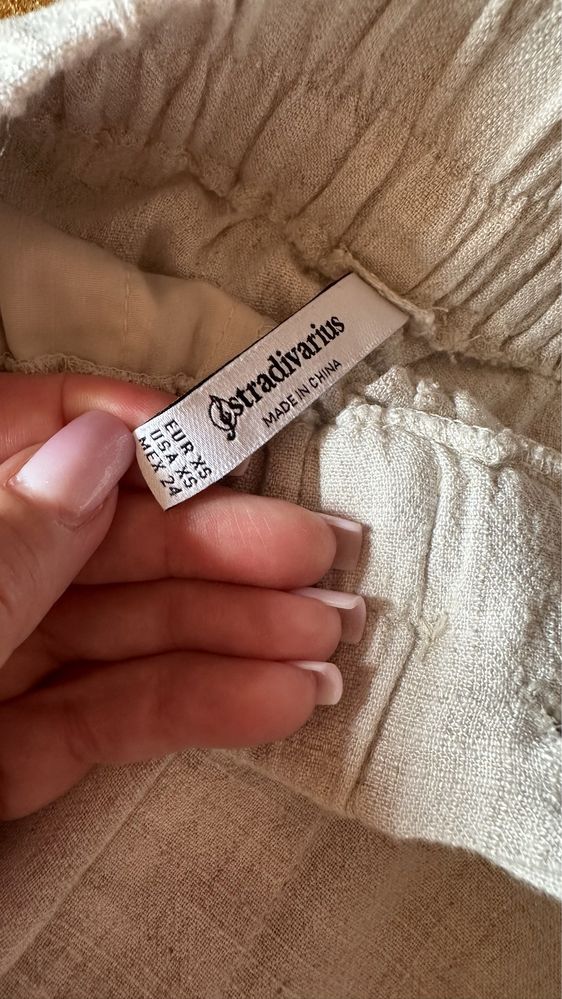 stradivarius
MADE IN CHINA
EUR XS
USA XS
MEX 24